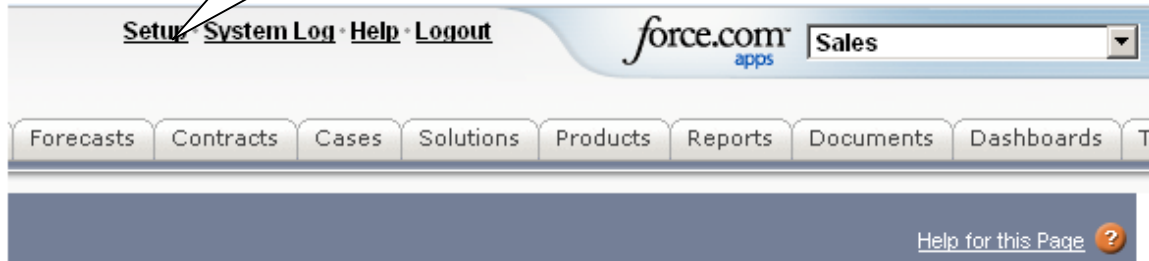 Setup · System Log · Help · Logout
force.com apps
Sales
Forecasts Contracts Cases Solutions Products Reports Documents Dashboards T
Help for this Page ?